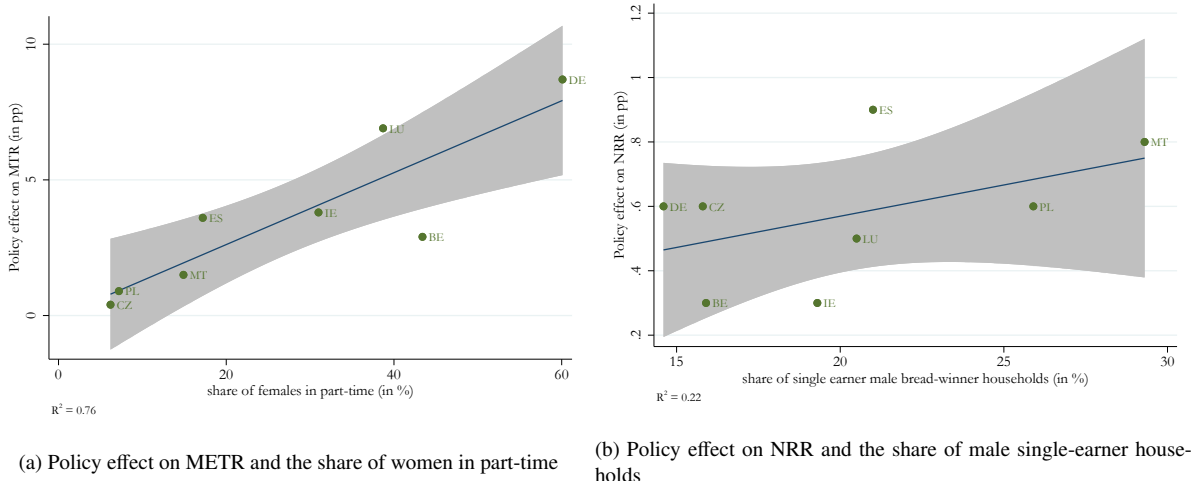 Policy effect on MTR (in pp)
10
5
0
DE
LU
ES
IE
BE
MT
PL
CZ
0 20 40 60
share of females in part-time (in %)
R² = 0.76
(a) Policy effect on METR and the share of women in part-time
Policy effect on NRR (in pp)
1.2
1
.8
.6
.4
.2
ES
MT
DE
CZ
PL
LU
BE
IE
15 20 25 30
share of single earner male bread-winner households (in %)
R² = 0.22
(b) Policy effect on NRR and the share of male single-earner house-
holds